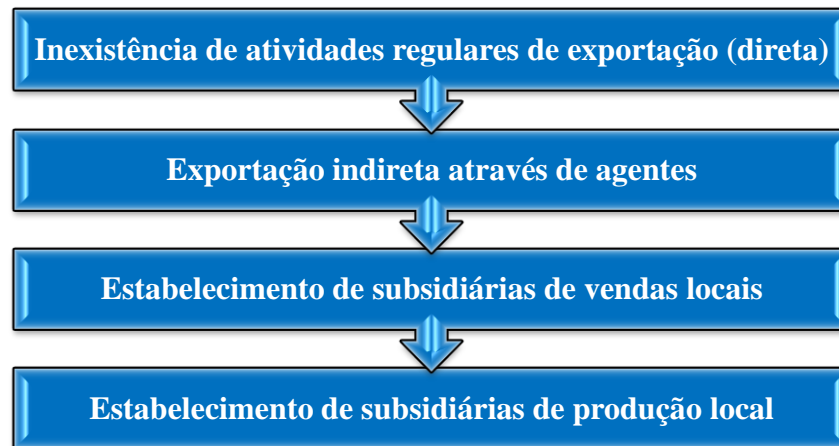 Inexistência de atividades regulares de exportação (direta)
Exportação indireta através de agentes
Estabelecimento de subsidiárias de vendas locais
Estabelecimento de subsidiárias de produção local